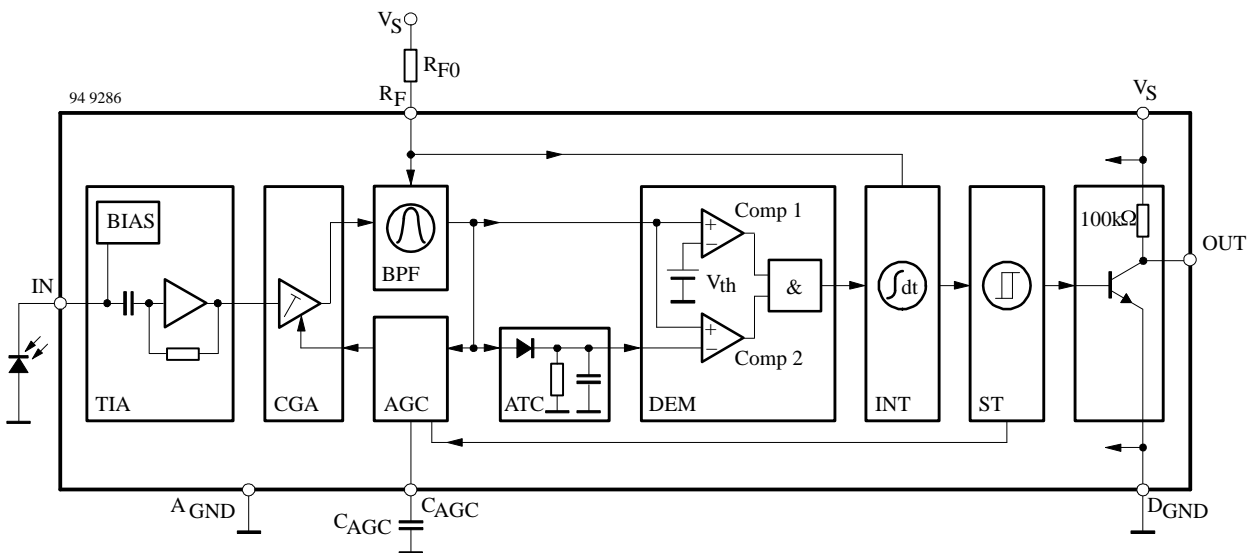 V_S
R_F0
R_F
94 9286
V_S
BIAS
Comp 1
100kΩ
OUT
+
−
BPF
IN
V_th
&
∫dt
+
−
Comp 2
TIA
CGA
AGC
ATC
DEM
INT
ST
A_GND
C_AGC
C_AGC
D_GND